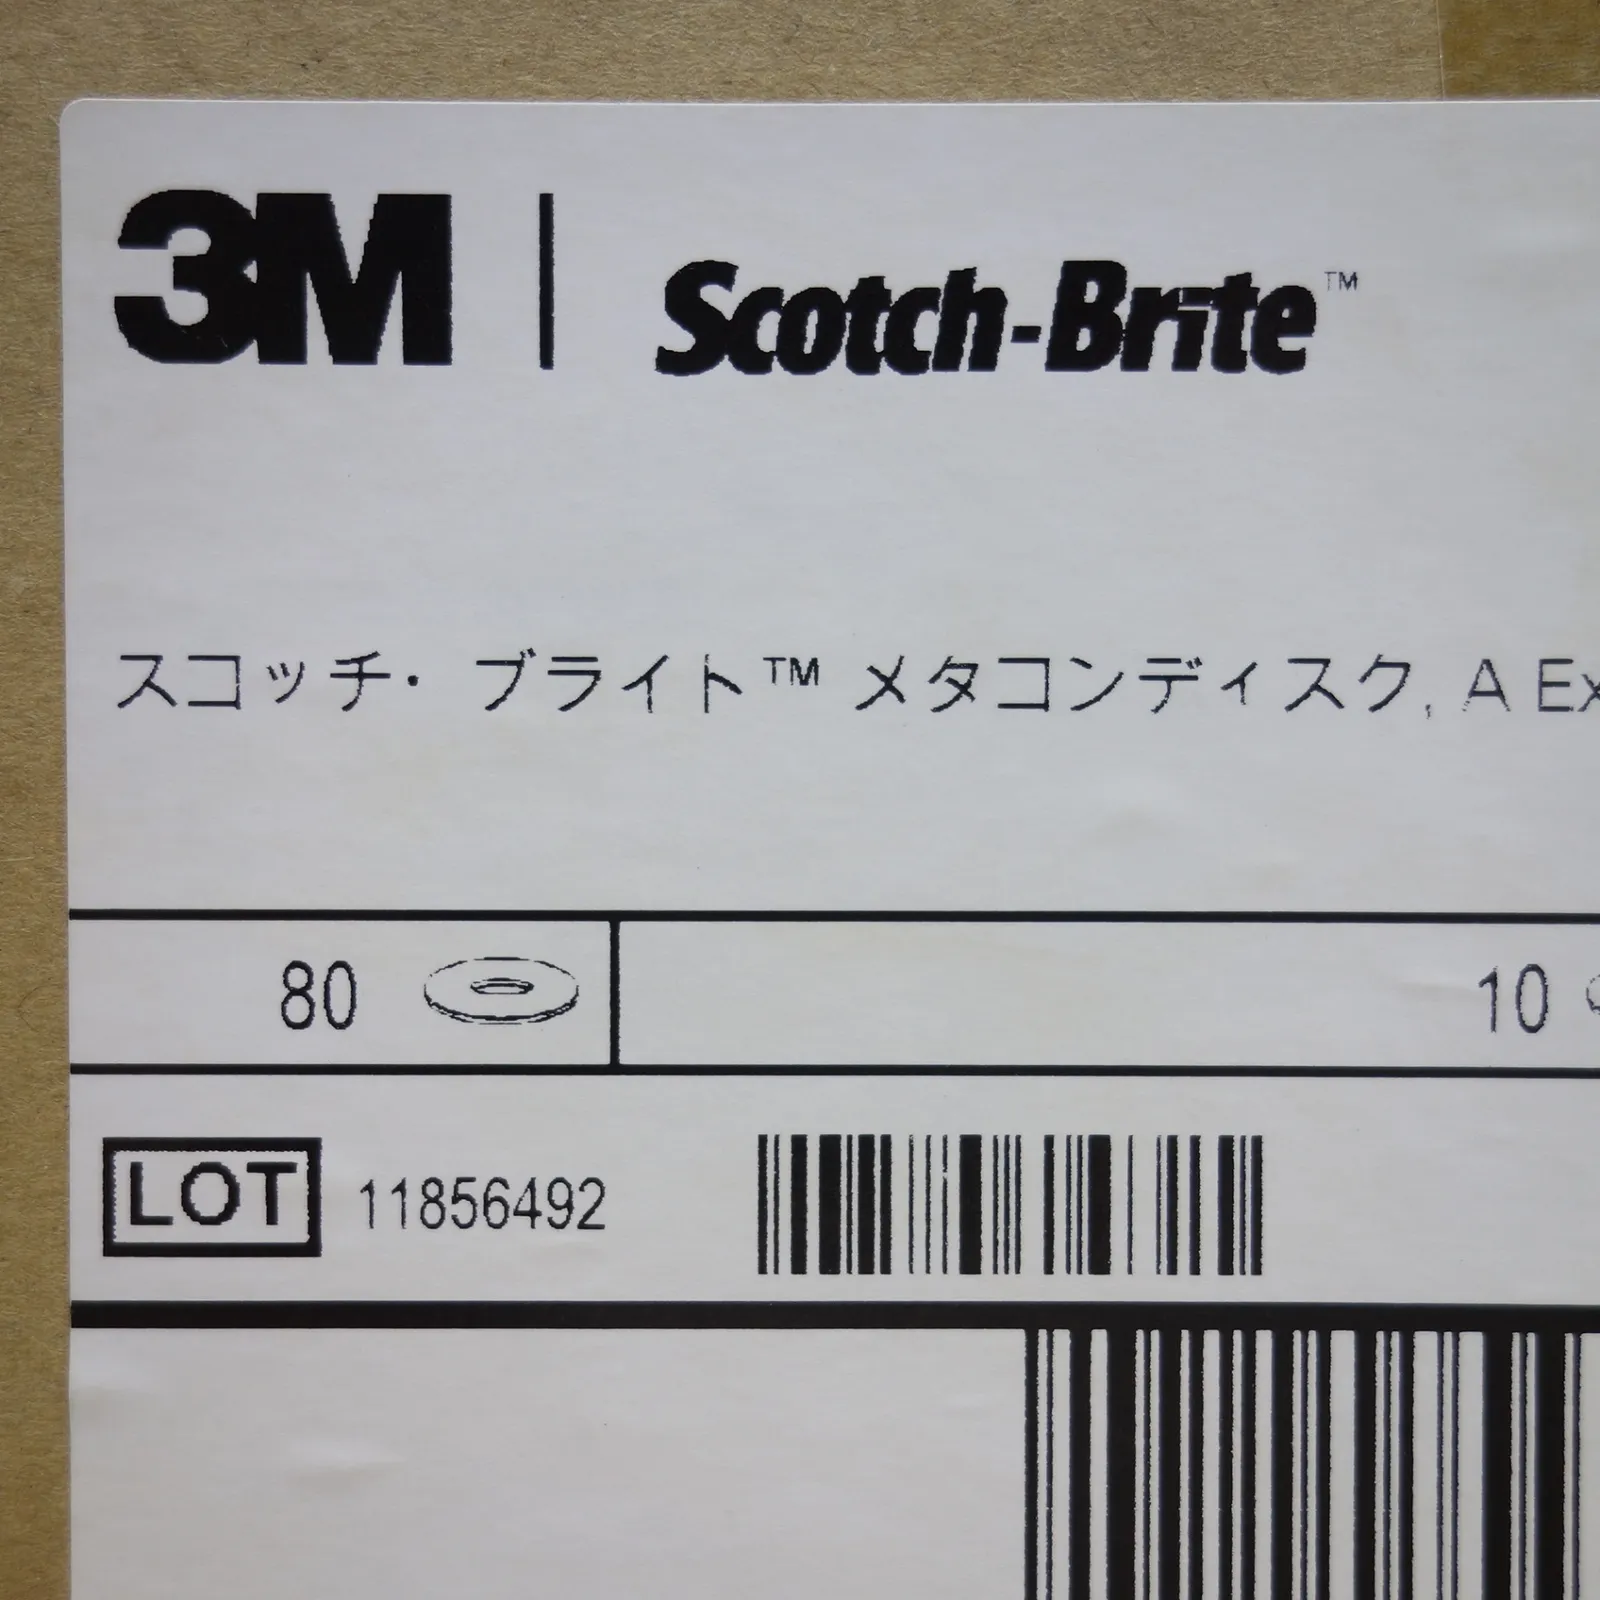 3M | Scotch-Brite™
スコッチ・ブライト™ メタコンディスク, A Ex
80 10
LOT 11856492